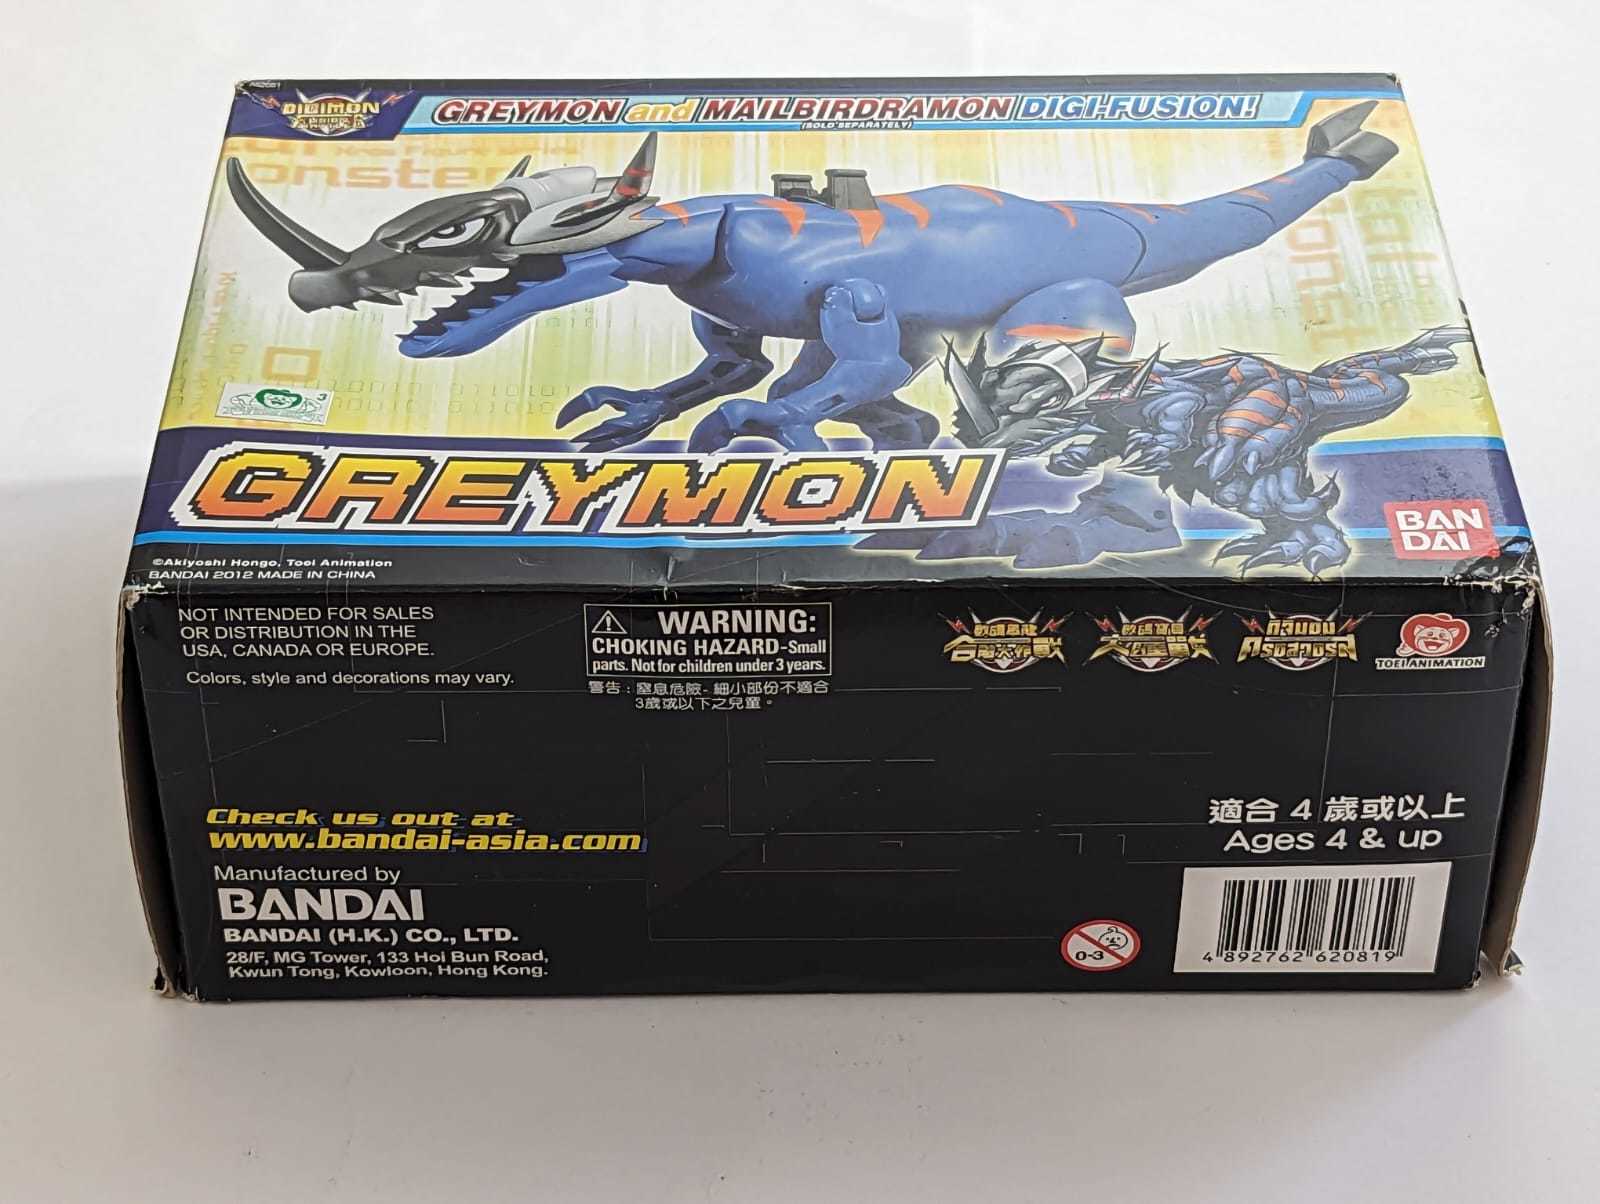 DIGIMON
GREYMON and MAILBIRDRAMON DIGI-FUSION!
(SOLD SEPARATELY)
GREYMON
BAN
DAI
©Akiyoshi Hongo, Toei Animation
BANDAI 2012 MADE IN CHINA
NOT INTENDED FOR SALES
OR DISTRIBUTION IN THE
USA, CANADA OR EUROPE.
Colors, style and decorations may vary.
WARNING:
CHOKING HAZARD-Small
parts. Not for children under 3 years.
警告：窒息危險-細小部份不適合
3歲或以下之兒童。
TOEI ANIMATION
Check us out at
www.bandai-asia.com
Manufactured by
BANDAI
BANDAI (H.K.) CO., LTD.
28/F, MG Tower, 133 Hoi Bun Road,
Kwun Tong, Kowloon, Hong Kong.
適合 4 歲或以上
Ages 4 & up
0-3
4 892762 620819